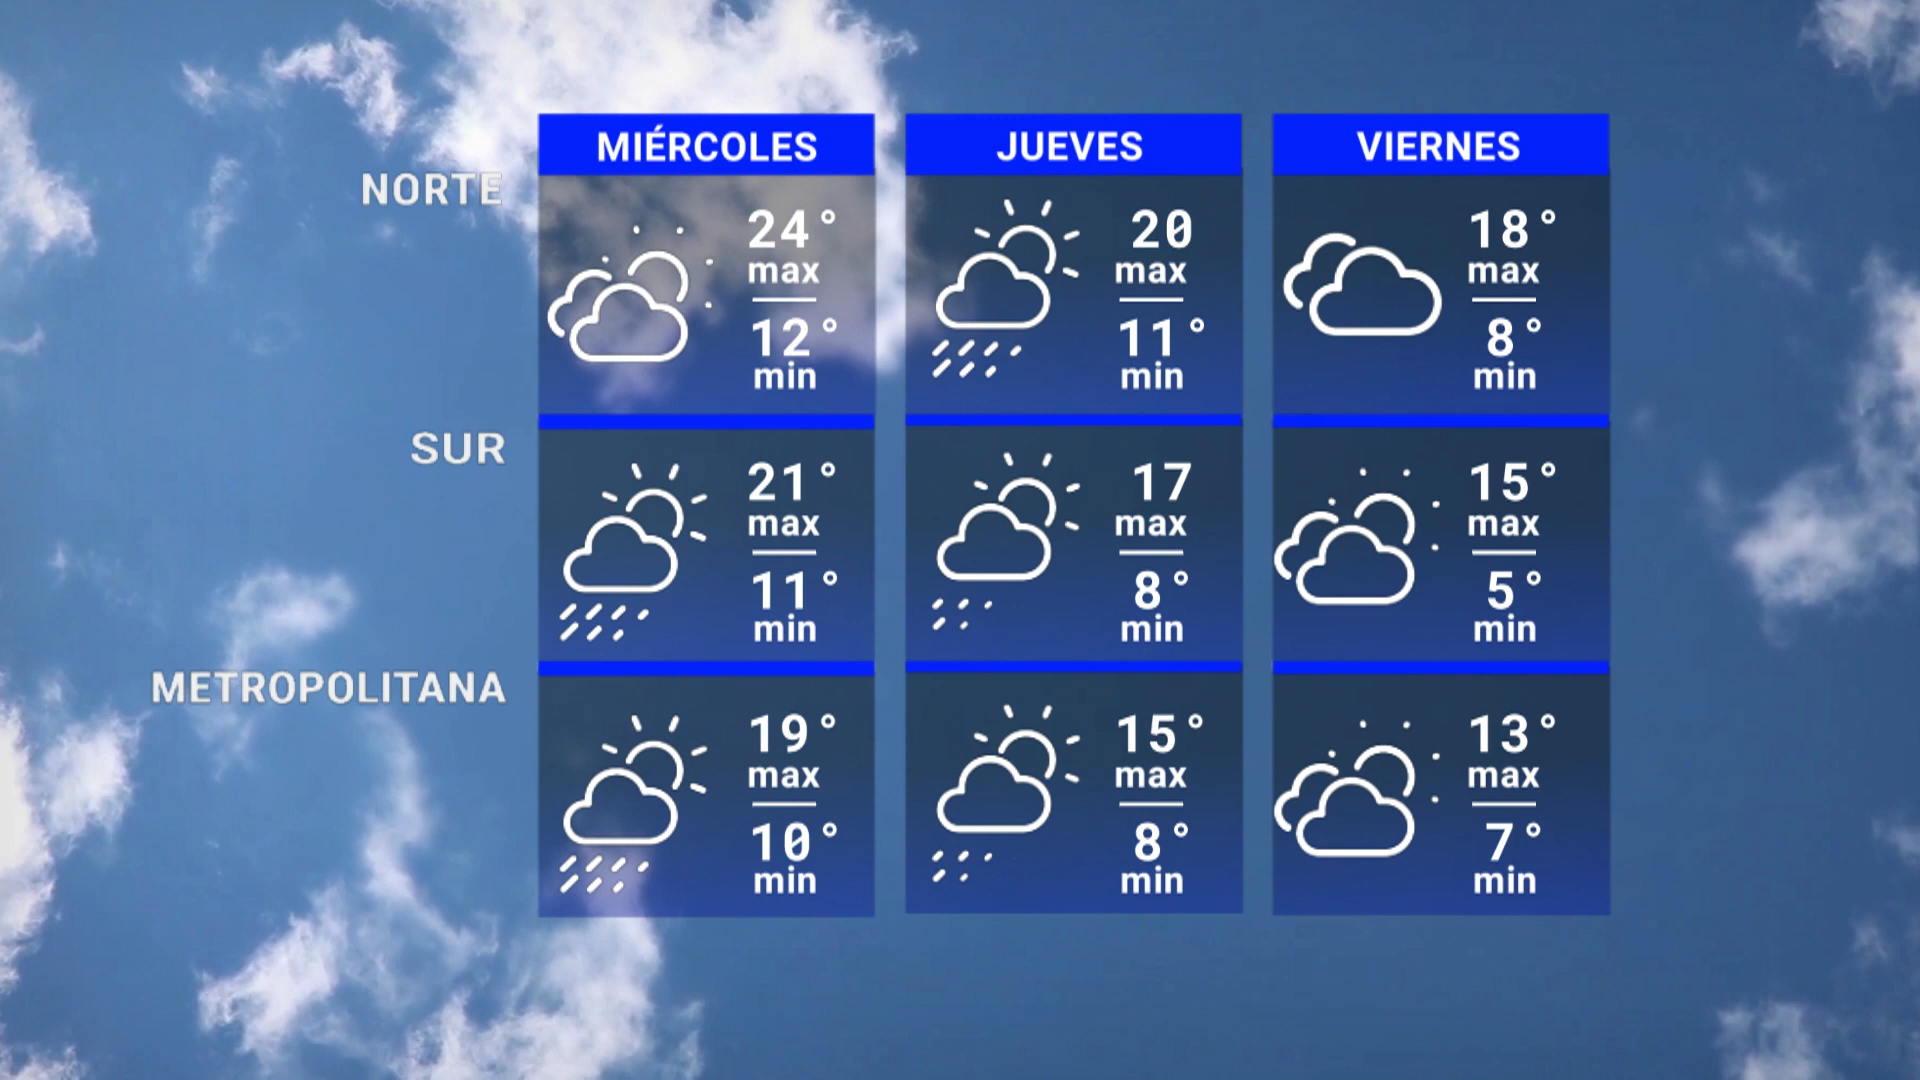 MIÉRCOLES
JUEVES
VIERNES
NORTE
24°
max
12°
min
20
max
11°
min
18°
max
8°
min
SUR
21°
max
11°
min
17
max
8°
min
15°
max
5°
min
METROPOLITANA
19°
max
10°
min
15°
max
8°
min
13°
max
7°
min